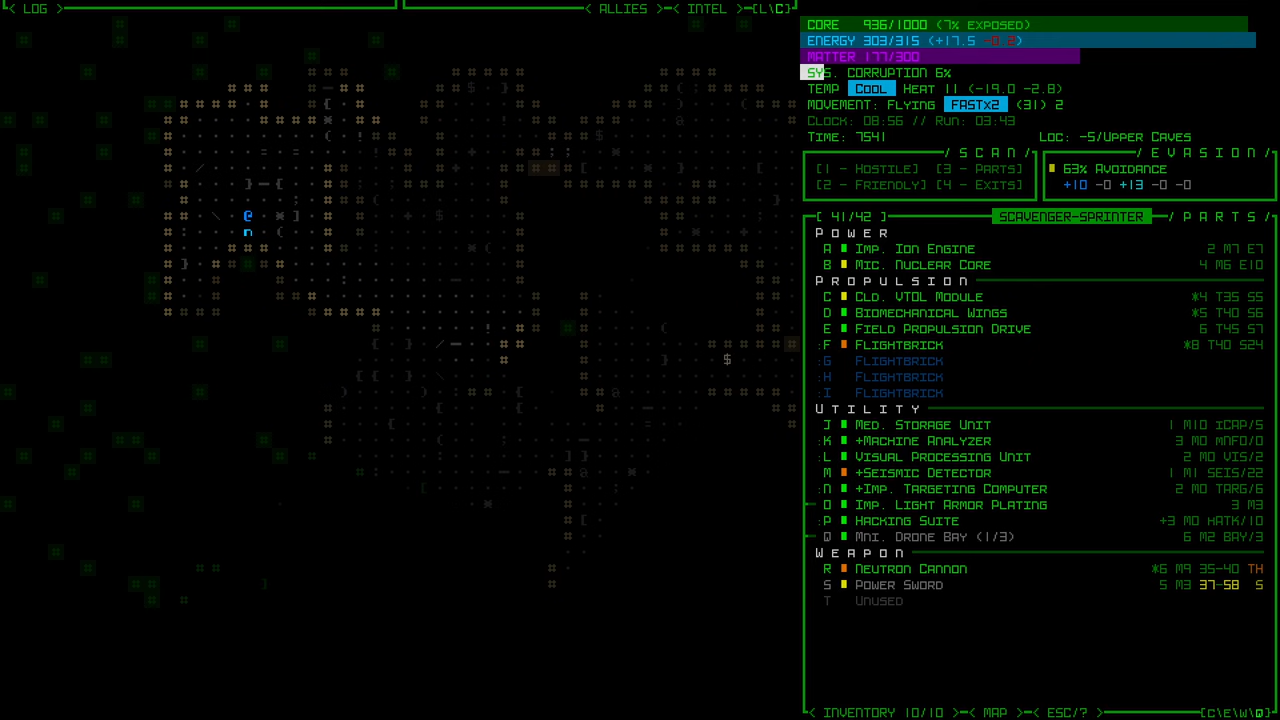 < LOG >
< ALLIES >─< INTEL >─[L\C]
CORE 936/1000 (7% EXPOSED)
ENERGY 303/315 (+17.5 -0.2)
MATTER 177/300
SYS. CORRUPTION 6%
TEMP COOL HEAT 11 (-19.0 -2.8)
MOVEMENT: FLYING FASTx2 (31) 2
CLOCK: 08:56 // RUN: 03:43
TIME: 7541 LOC: -5/UPPER CAVES
/ SCAN / / EVASION /
[1 - HOSTILE] [3 - PARTS] 63% AVOIDANCE
[2 - FRIENDLY] [4 - EXITS] +10 -0 +13 -0 -0
[ 41/42 ] SCAVENGER-SPRINTER / PARTS /
POWER
A IMP. ION ENGINE 2 M7 E7
B MIC. NUCLEAR CORE 4 M6 E10
PROPULSION
C CLD. VTOL MODULE *4 T35 S5
D BIOMECHANICAL WINGS *5 T40 S6
E FIELD PROPULSION DRIVE 6 T45 S7
:F FLIGHTBRICK *8 T40 S24
:G FLIGHTBRICK
:H FLIGHTBRICK
:I FLIGHTBRICK
UTILITY
J MED. STORAGE UNIT 1 M10 ICAP/5
:K +MACHINE ANALYZER 3 M0 MNFO/0
:L VISUAL PROCESSING UNIT 2 M0 VIS/2
M +SEISMIC DETECTOR 1 M1 SEIS/22
:N +IMP. TARGETING COMPUTER 2 M0 TARG/6
O IMP. LIGHT ARMOR PLATING 3 M3
:P HACKING SUITE +3 M0 HATK/10
Q MNI. DRONE BAY (1/3) 6 M2 BAY/3
WEAPON
R NEUTRON CANNON *6 M9 35-40 TH
S POWER SWORD 5 M3 37-58 S
T UNUSED
< INVENTORY 10/10 >─< MAP >─< ESC/? > [C\E\W\Q]